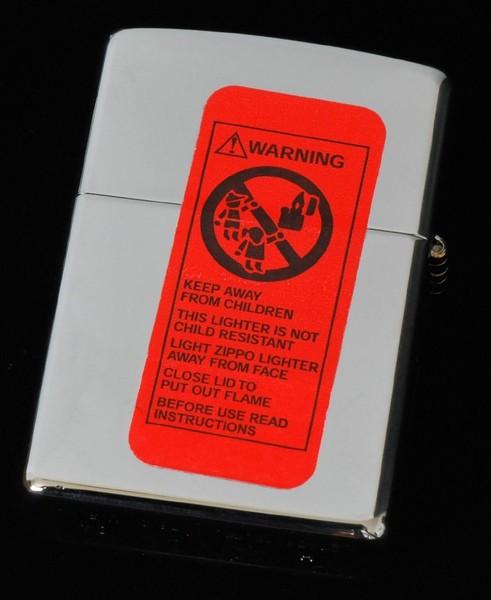 WARNING
KEEP AWAY
FROM CHILDREN
THIS LIGHTER IS NOT
CHILD RESISTANT
LIGHT ZIPPO LIGHTER
AWAY FROM FACE
CLOSE LID TO
PUT OUT FLAME
BEFORE USE READ
INSTRUCTIONS